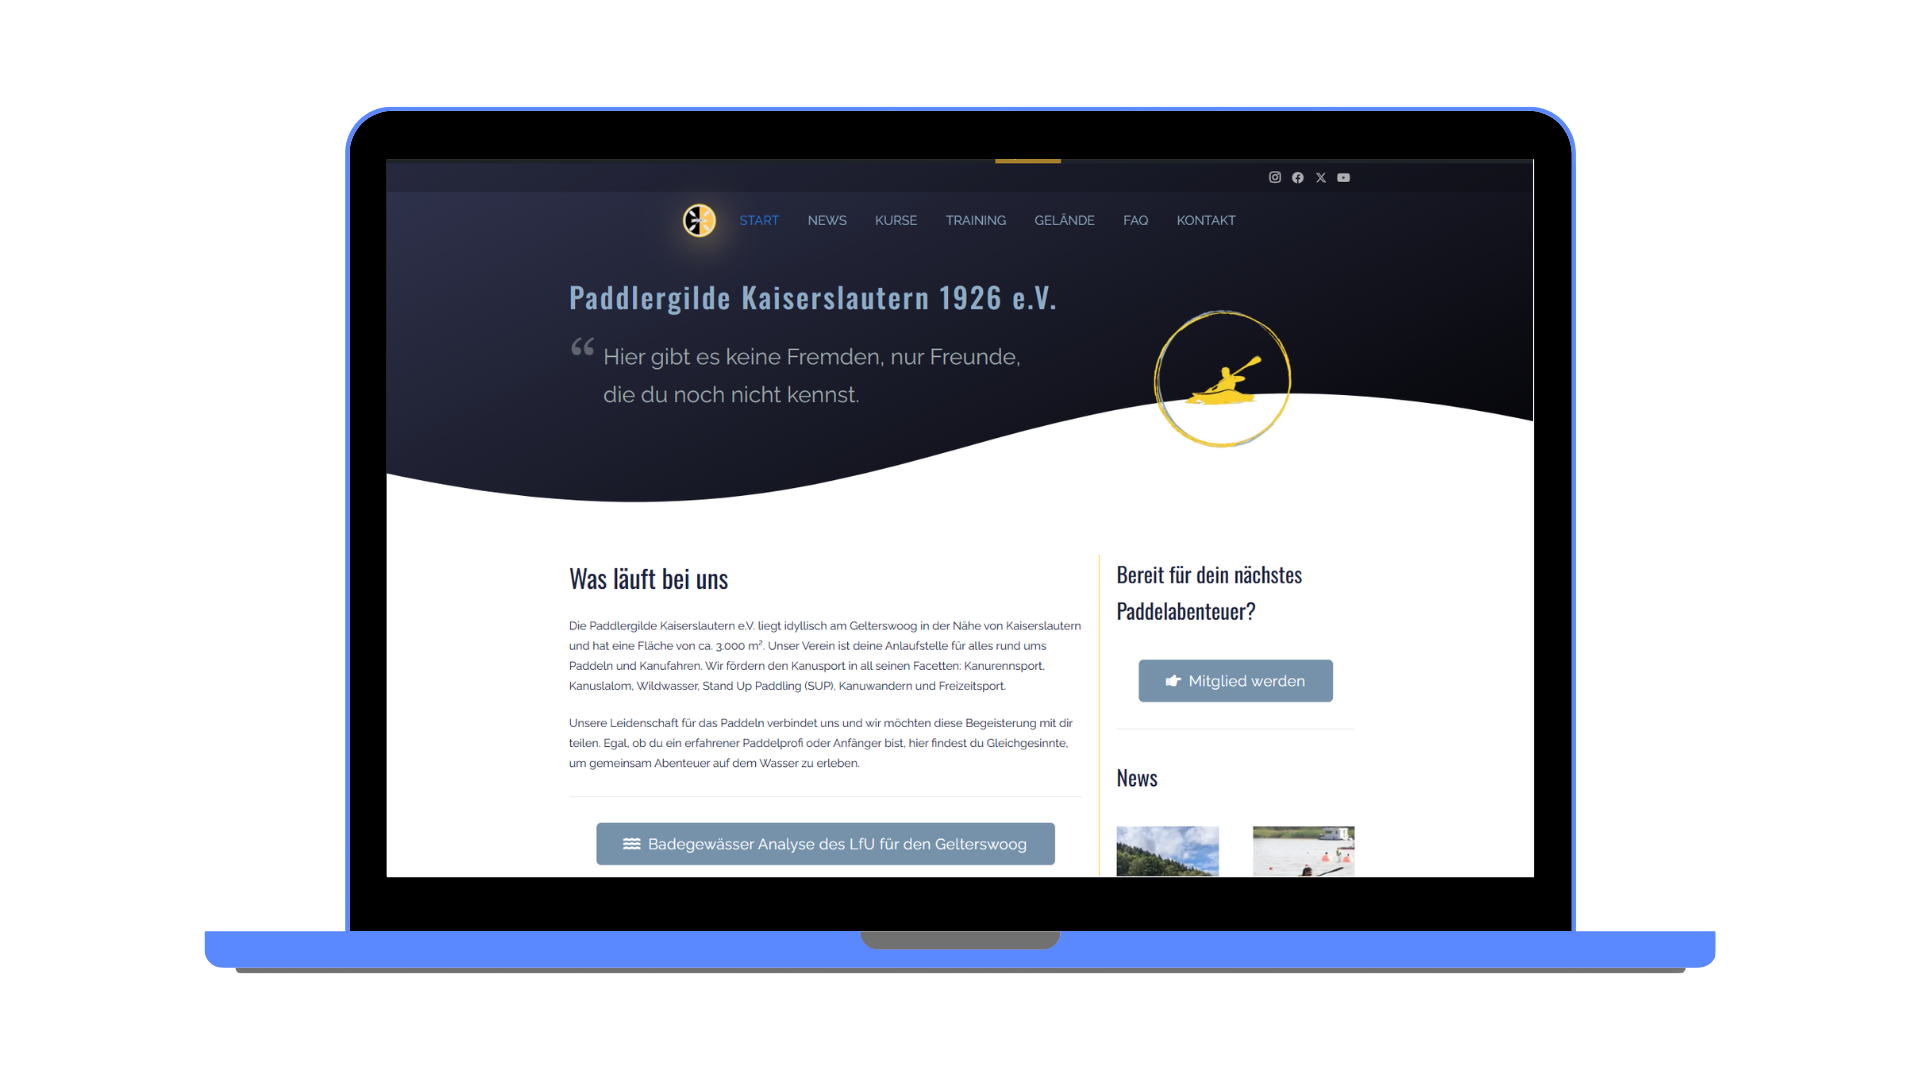 START NEWS KURSE TRAINING GELÄNDE FAQ KONTAKT
Paddlergilde Kaiserslautern 1926 e.V.
“ Hier gibt es keine Fremden, nur Freunde,
die du noch nicht kennst.
Was läuft bei uns
Die Paddlergilde Kaiserslautern e.V. liegt idyllisch am Gelterswoog in der Nähe von Kaiserslautern
und hat eine Fläche von ca. 3.000 m². Unser Verein ist deine Anlaufstelle für alles rund ums
Paddeln und Kanufahren. Wir fördern den Kanusport in all seinen Facetten: Kanurennsport,
Kanuslalom, Wildwasser, Stand Up Paddling (SUP), Kanuwandern und Freizeitsport.
Unsere Leidenschaft für das Paddeln verbindet uns und wir möchten diese Begeisterung mit dir
teilen. Egal, ob du ein erfahrener Paddelprofi oder Anfänger bist, hier findest du Gleichgesinnte,
um gemeinsam Abenteuer auf dem Wasser zu erleben.
Badegewässer Analyse des LfU für den Gelterswoog
Bereit für dein nächstes
Paddelabenteuer?
Mitglied werden
News